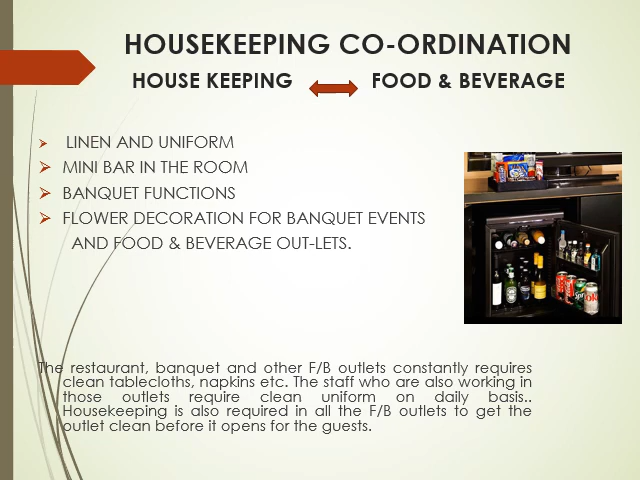 HOUSEKEEPING CO-ORDINATION
HOUSE KEEPING FOOD & BEVERAGE
LINEN AND UNIFORM
MINI BAR IN THE ROOM
BANQUET FUNCTIONS
FLOWER DECORATION FOR BANQUET EVENTS
AND FOOD & BEVERAGE OUT-LETS.
The restaurant, banquet and other F/B outlets constantly requires
clean tablecloths, napkins etc. The staff who are also working in
those outlets require clean uniform on daily basis..
Housekeeping is also required in all the F/B outlets to get the
outlet clean before it opens for the guests.